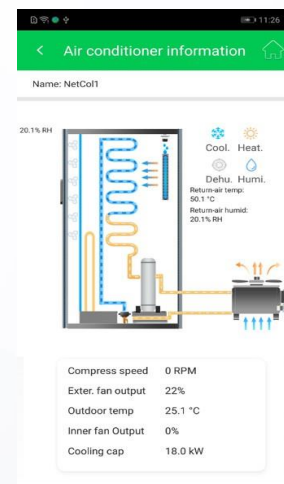 11:26
Air conditioner information
Name: NetCol1
20.1% RH
Cool. Heat.
Dehu. Humi.
Return-air temp:
50.1 °C
Return-air humid:
20.1% RH
Compress speed 0 RPM
Exter. fan output 22%
Outdoor temp 25.1 °C
Inner fan Output 0%
Cooling cap 18.0 kW